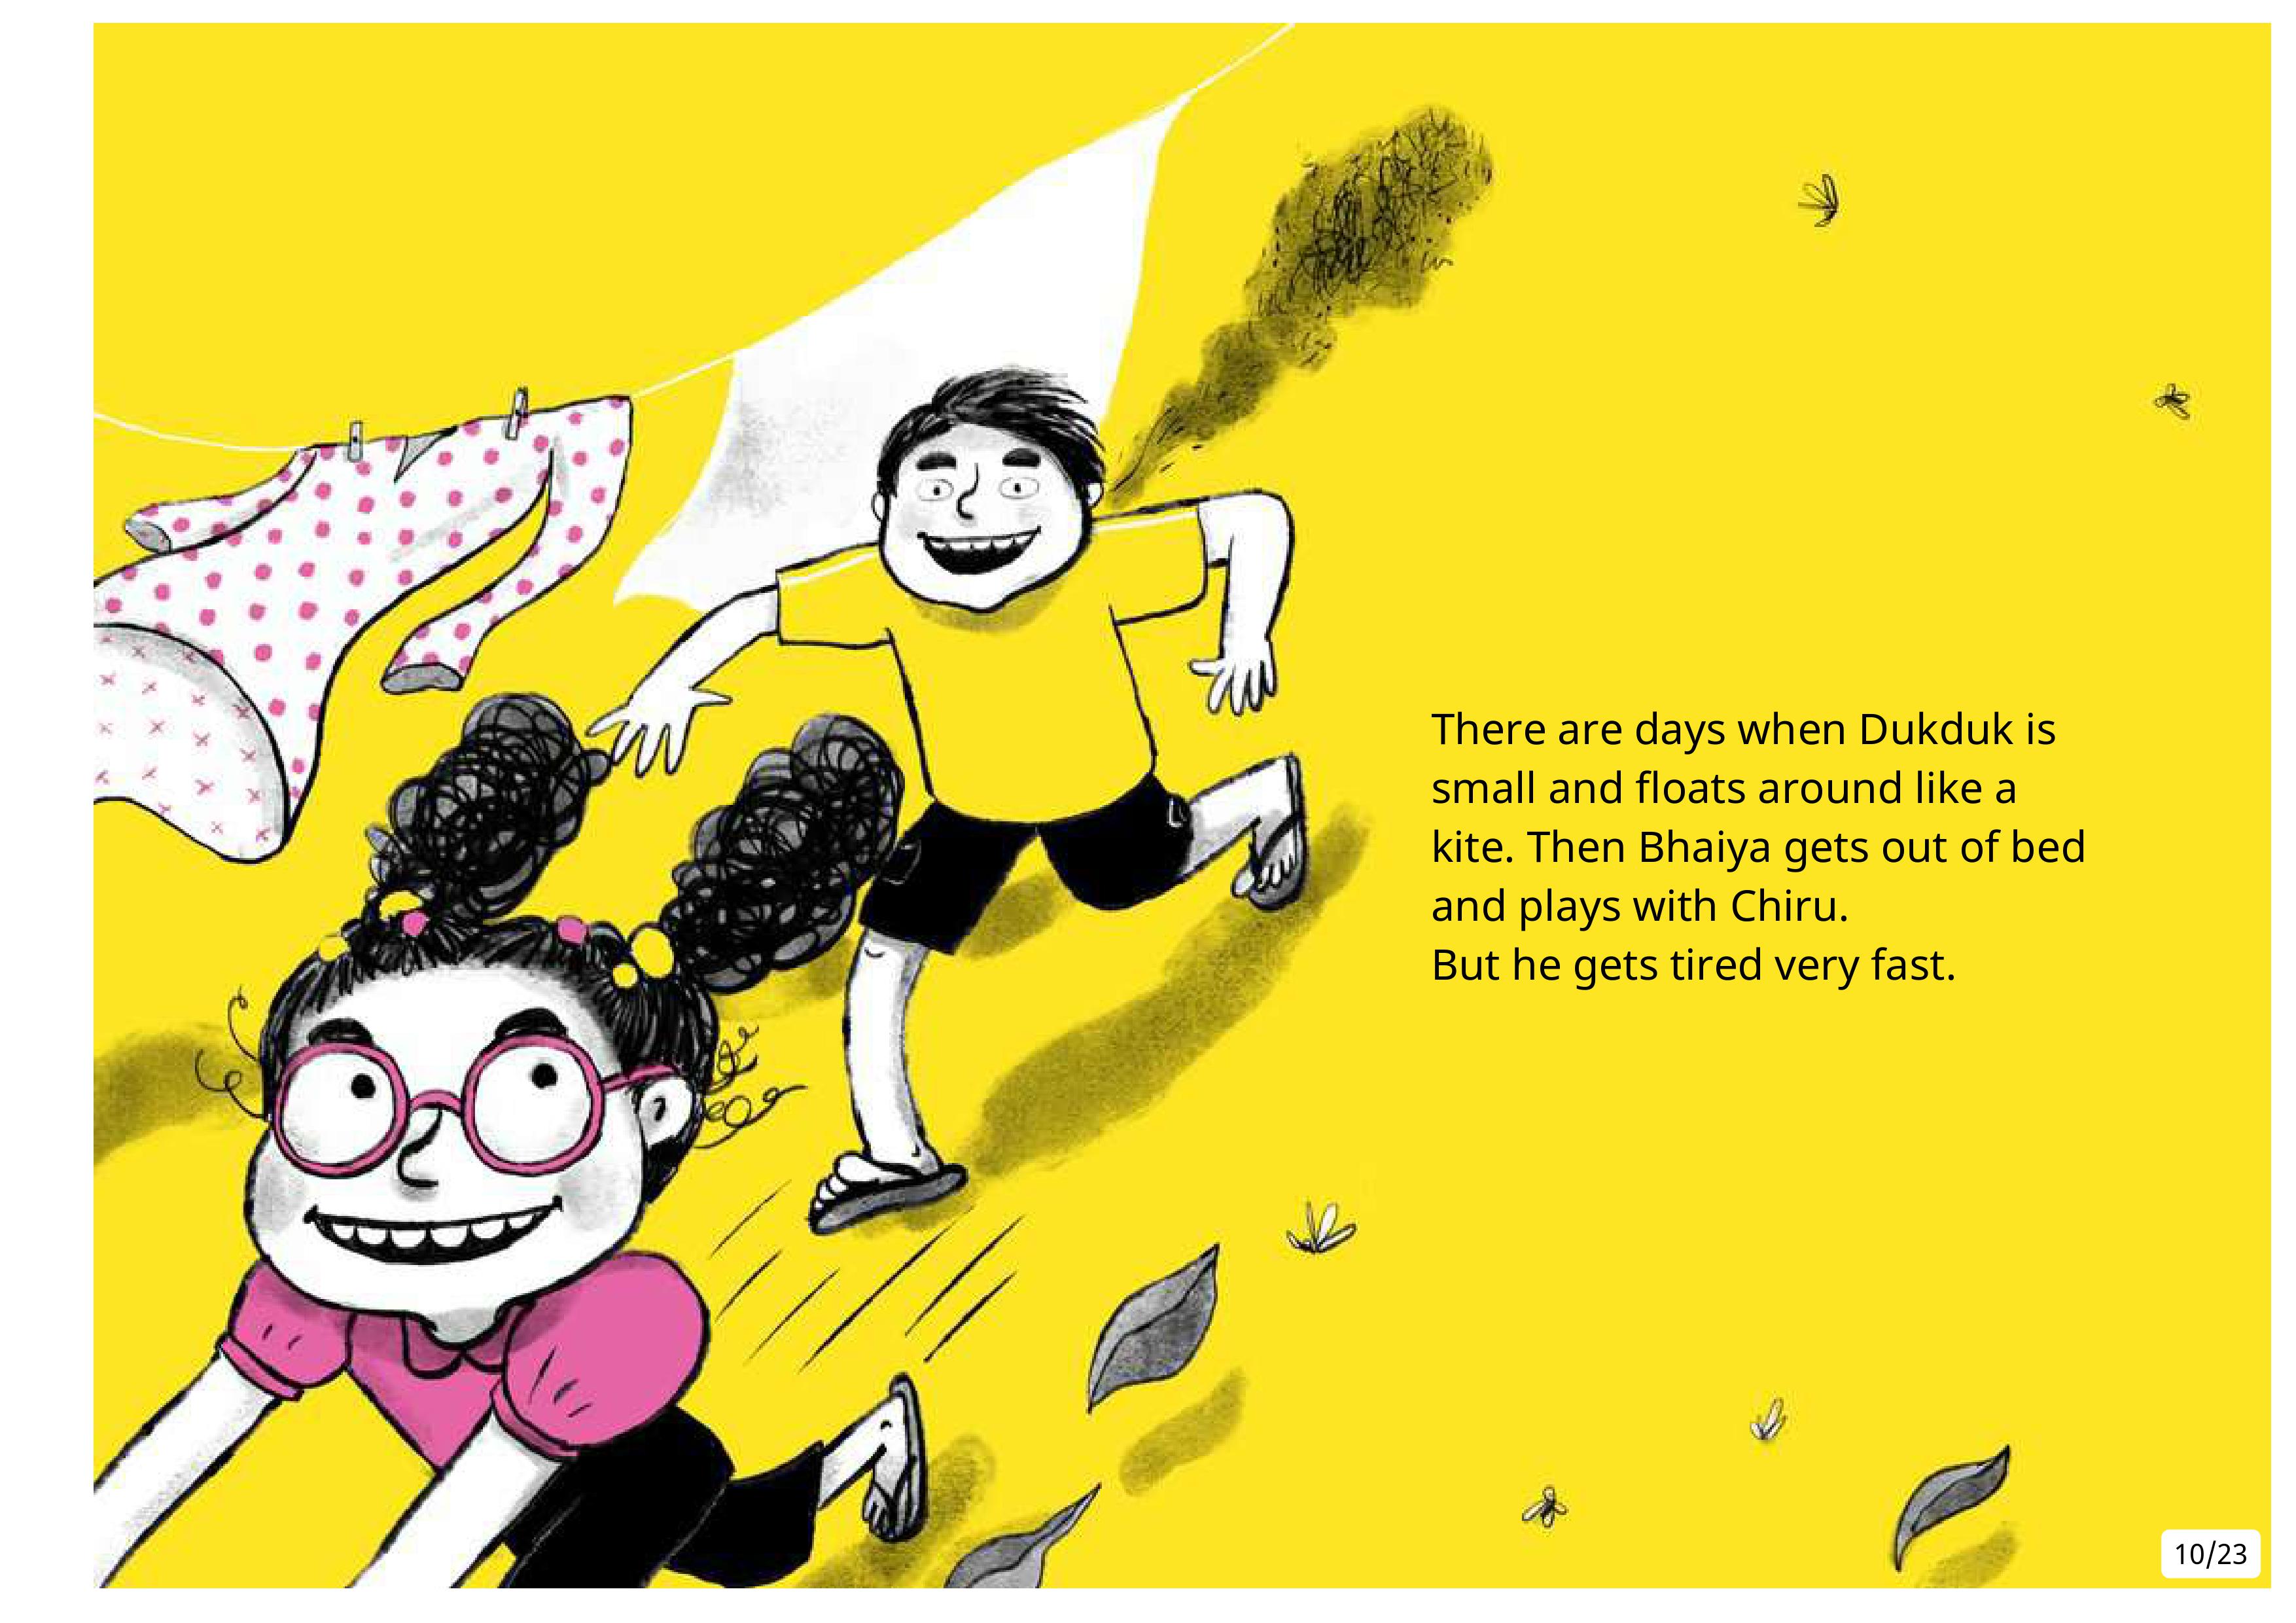 There are days when Dukduk is
small and floats around like a
kite. Then Bhaiya gets out of bed
and plays with Chiru.
But he gets tired very fast.
10/23